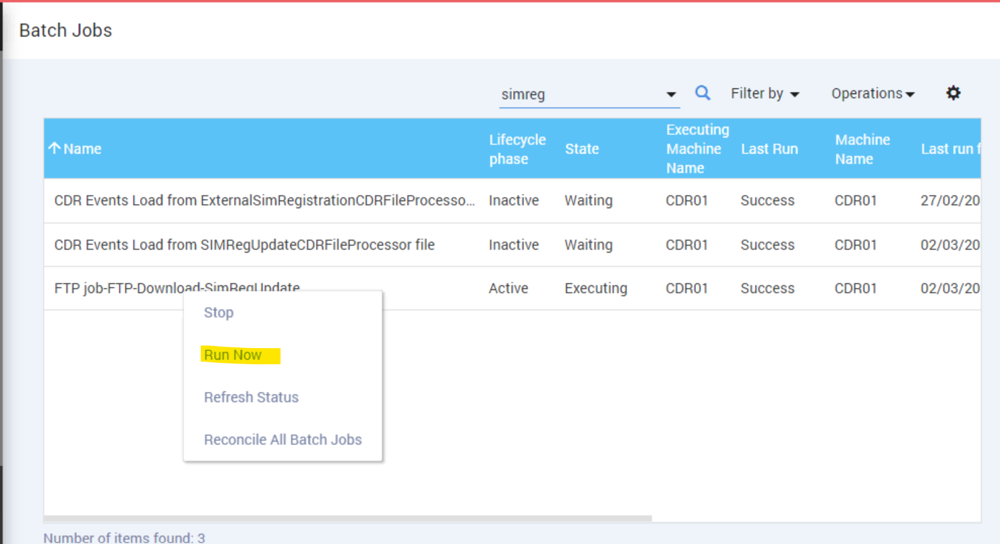 Batch Jobs
simreg Filter by Operations
Name Lifecycle phase State Executing Machine Name Last Run Machine Name Last run f
CDR Events Load from ExternalSimRegistrationCDRFileProcesso... Inactive Waiting CDR01 Success CDR01 27/02/20
CDR Events Load from SIMRegUpdateCDRFileProcessor file Inactive Waiting CDR01 Success CDR01 02/03/20
FTP job-FTP-Download-SimRegUpdate Active Executing CDR01 Success CDR01 02/03/20
Stop
Run Now
Refresh Status
Reconcile All Batch Jobs
Number of items found: 3